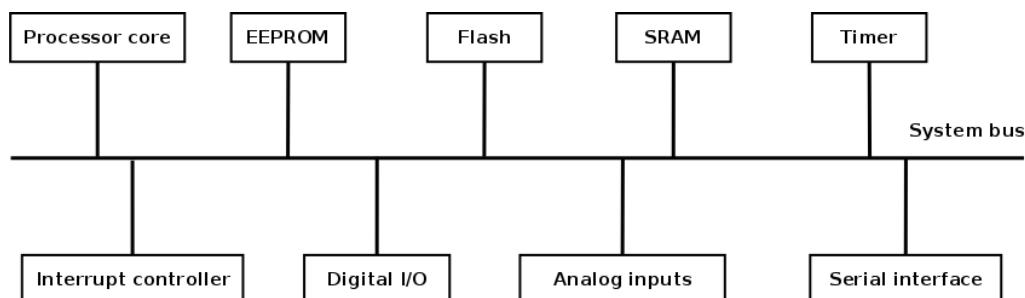 Processor core
EEPROM
Flash
SRAM
Timer
System bus
Interrupt controller
Digital I/O
Analog inputs
Serial interface